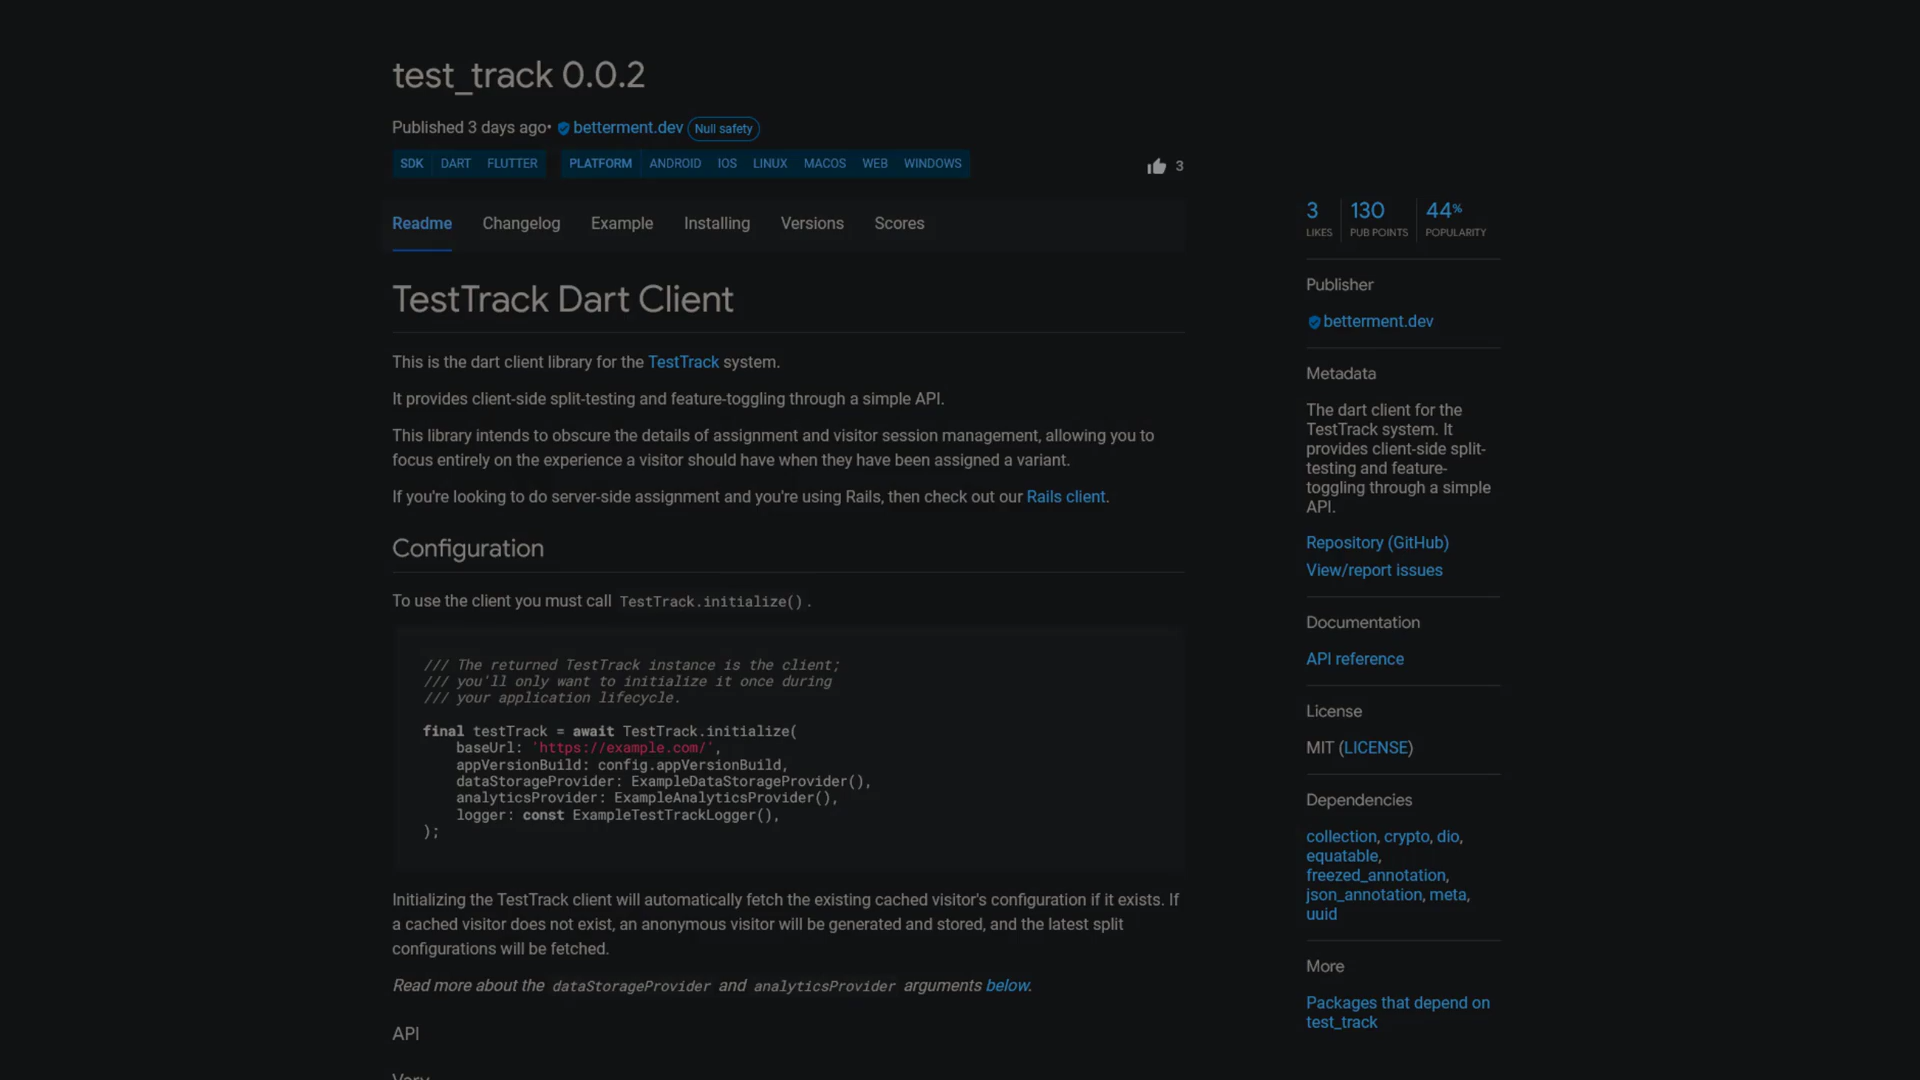 test_track 0.0.2
Published 3 days ago• betterment.dev Null safety
SDK DART FLUTTER PLATFORM ANDROID IOS LINUX MACOS WEB WINDOWS
3
Readme Changelog Example Installing Versions Scores
TestTrack Dart Client
This is the dart client library for the TestTrack system.
It provides client-side split-testing and feature-toggling through a simple API.
This library intends to obscure the details of assignment and visitor session management, allowing you to
focus entirely on the experience a visitor should have when they have been assigned a variant.
If you're looking to do server-side assignment and you're using Rails, then check out our Rails client.
Configuration
To use the client you must call TestTrack.initialize().
/// The returned TestTrack instance is the client;
/// you'll only want to initialize it once during
/// your application lifecycle.
final testTrack = await TestTrack.initialize(
baseUrl: 'https://example.com/',
appVersionBuild: config.appVersionBuild,
dataStorageProvider: ExampleDataStorageProvider(),
analyticsProvider: ExampleAnalyticsProvider(),
logger: const ExampleTestTrackLogger(),
);
Initializing the TestTrack client will automatically fetch the existing cached visitor's configuration if it exists. If
a cached visitor does not exist, an anonymous visitor will be generated and stored, and the latest split
configurations will be fetched.
Read more about the dataStorageProvider and analyticsProvider arguments below.
API
Vary
3 130 44%
LIKES PUB POINTS POPULARITY
Publisher
betterment.dev
Metadata
The dart client for the
TestTrack system. It
provides client-side split-
testing and feature-
toggling through a simple
API.
Repository (GitHub)
View/report issues
Documentation
API reference
License
MIT (LICENSE)
Dependencies
collection, crypto, dio,
equatable,
freezed_annotation,
json_annotation, meta,
uuid
More
Packages that depend on
test_track